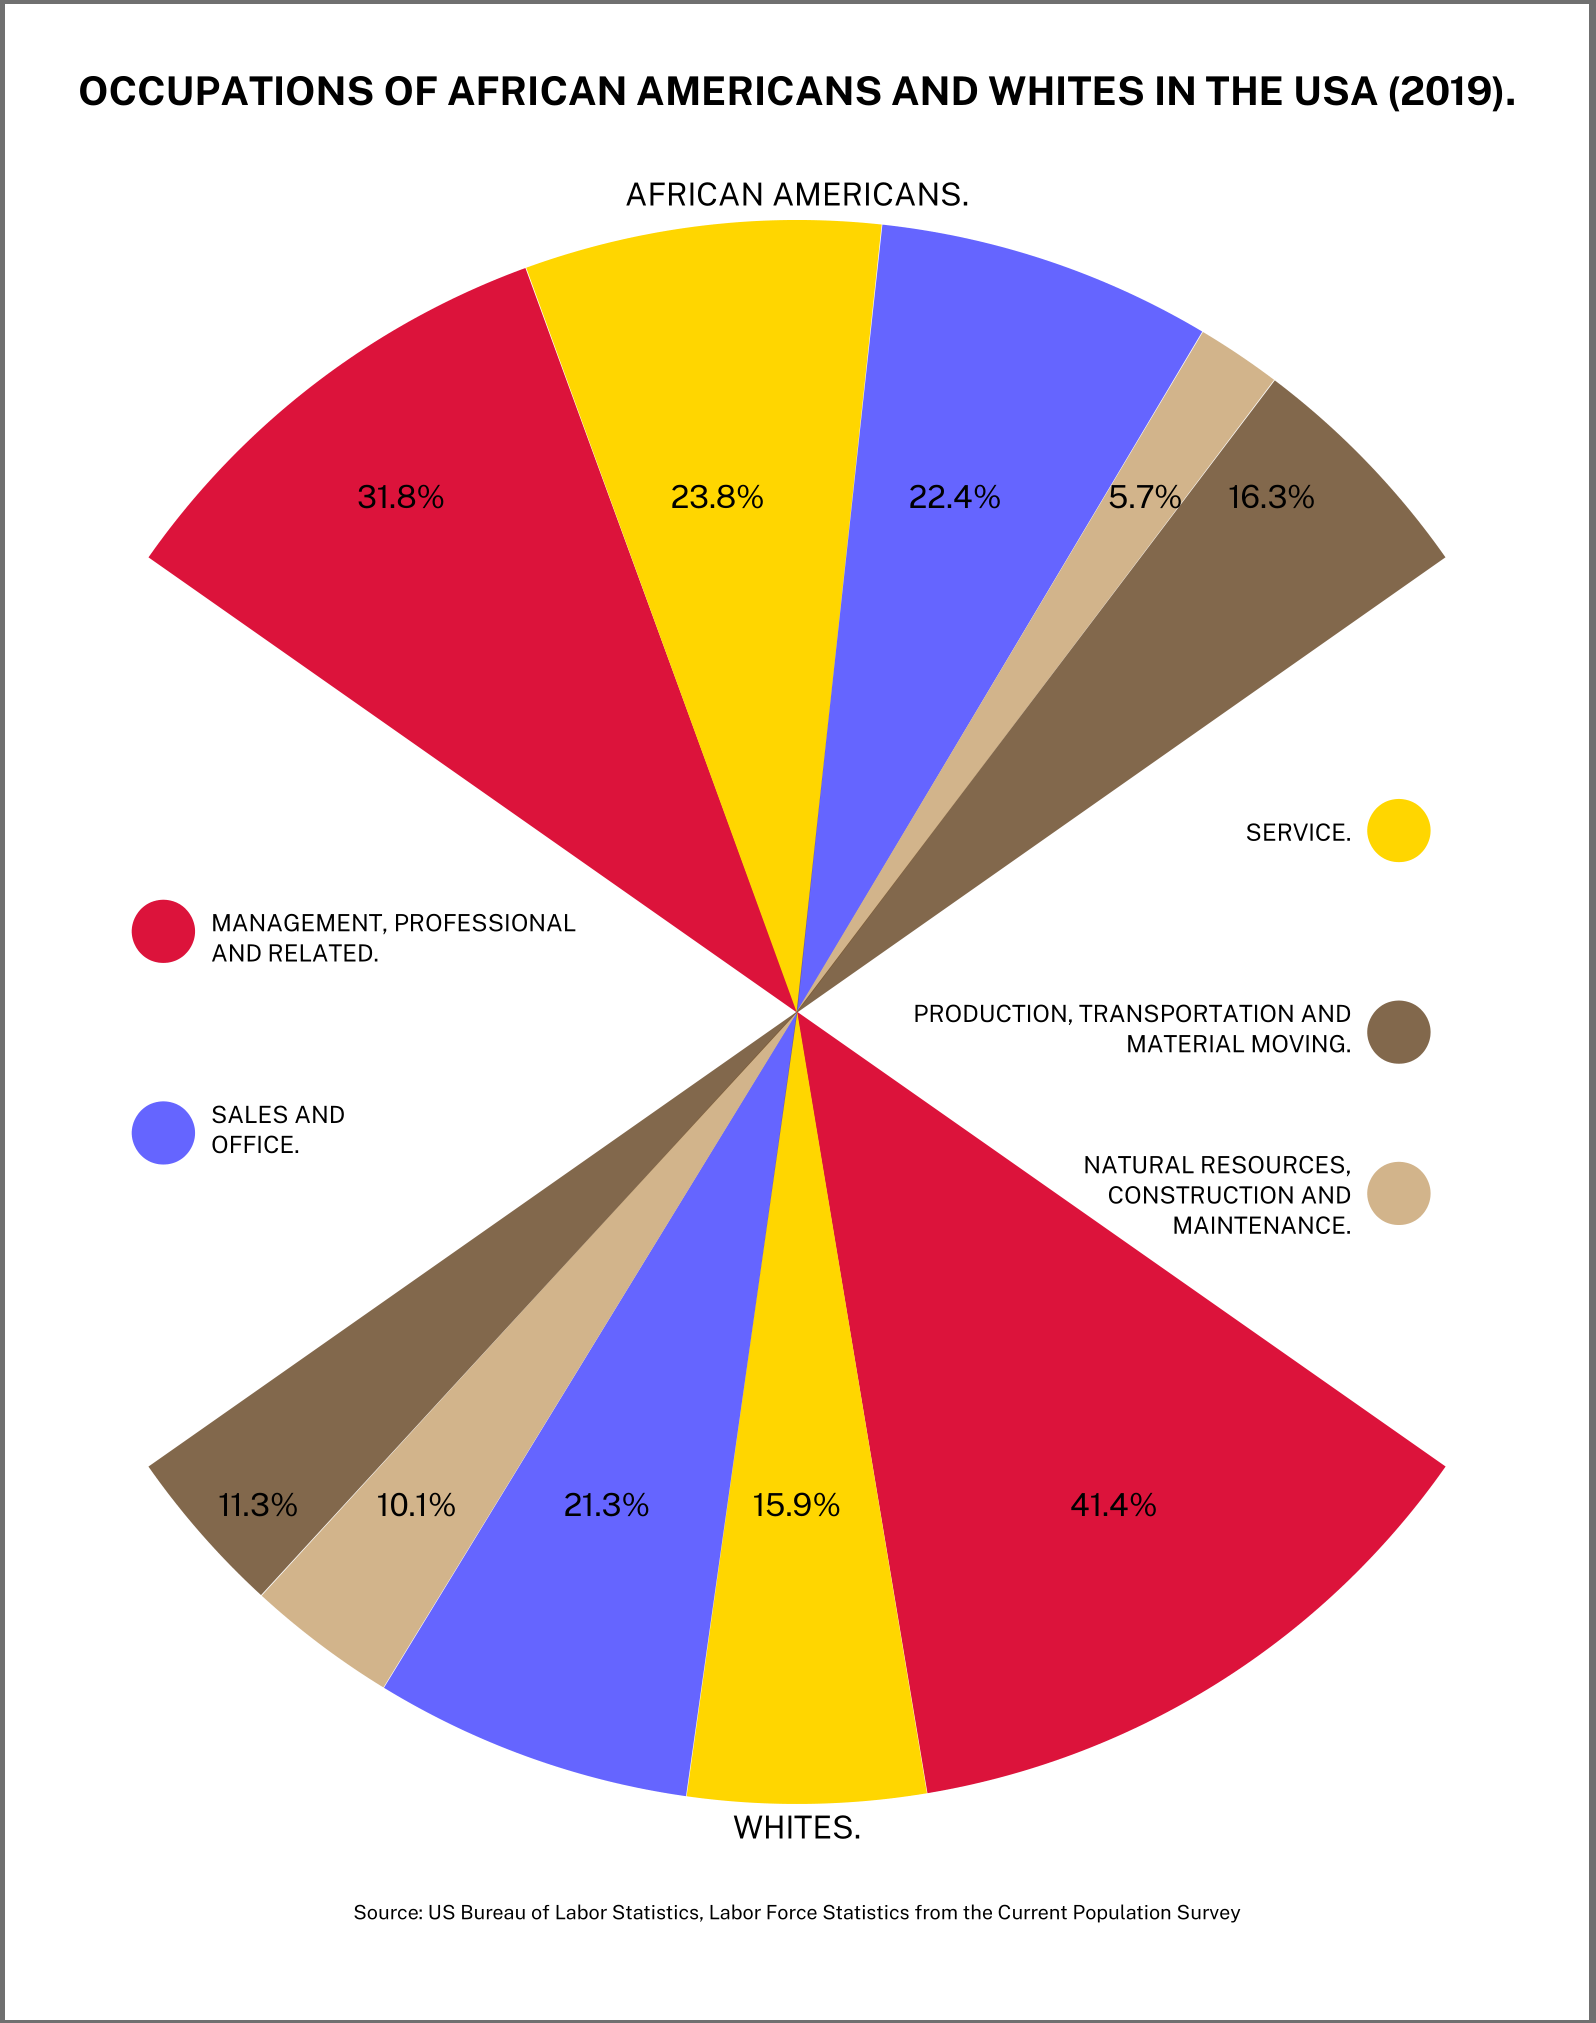 OCCUPATIONS OF AFRICAN AMERICANS AND WHITES IN THE USA (2019).
AFRICAN AMERICANS.
31.8%
23.8%
22.4%
5.7%
16.3%
SERVICE.
MANAGEMENT, PROFESSIONAL
AND RELATED.
PRODUCTION, TRANSPORTATION AND
MATERIAL MOVING.
SALES AND
OFFICE.
NATURAL RESOURCES,
CONSTRUCTION AND
MAINTENANCE.
11.3%
10.1%
21.3%
15.9%
41.4%
WHITES.
Source: US Bureau of Labor Statistics, Labor Force Statistics from the Current Population Survey